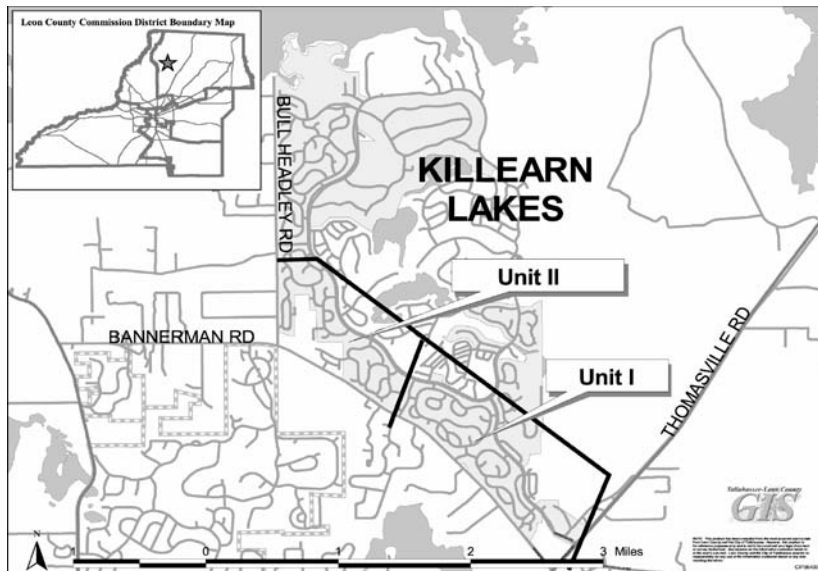 Leon County Commission District Boundary Map
BULL HEADLEY RD
KILLEARN
LAKES
Unit II
BANNERMAN RD
Unit I
THOMASVILLE RD
Tallahassee-Leon County
GIS
N
1 0 1 2 3 Miles